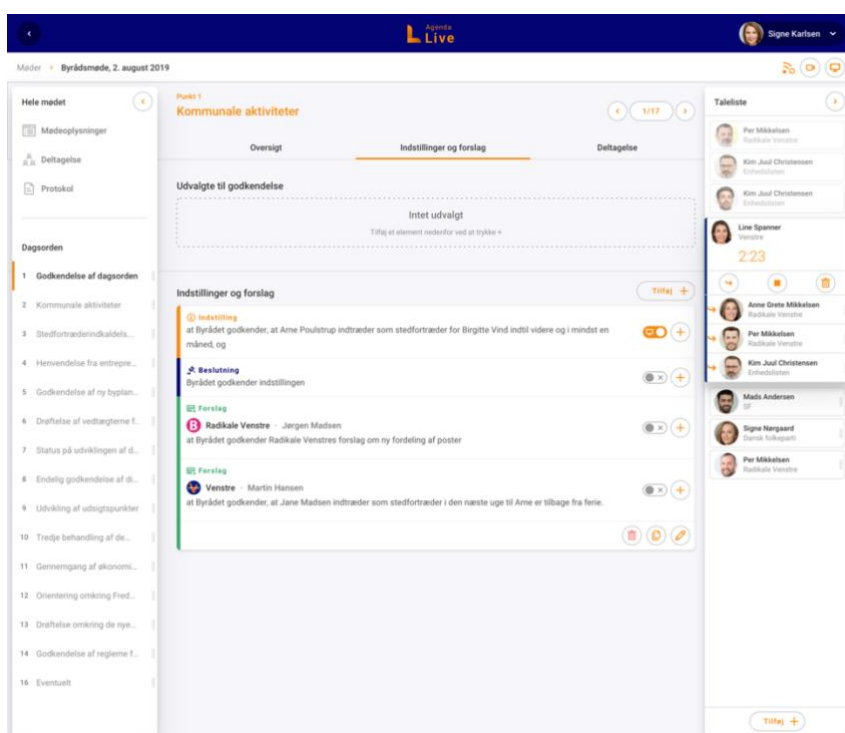 Agenda
Live
Signe Karlsen
Møder
Byrådsmøde, 2. august 2019
Hele mødet
Mødeoplysninger
Deltagelse
Protokol
Dagsorden
1 Godkendelse af dagsorden
2 Kommunale aktiviteter
3 Stedfortræderindkaldels...
4 Henvendelse fra entrepre...
5 Godkendelse af ny byplan...
6 Drøftelse af vedtægterne f...
7 Status på udviklingen af d...
8 Endelig godkendelse af di...
9 Udvikling af udsigtspunkter
10 Tredje behandling af de...
11 Gennemgang af økonomi...
12 Orientering omkring Fred...
13 Drøftelse omkring de nye...
14 Godkendelse af reglerne f...
16 Eventuelt
Punkt 1
Kommunale aktiviteter
1/17
Oversigt
Indstillinger og forslag
Deltagelse
Udvalgte til godkendelse
Intet udvalgt
Tilføj et element nedenfor ved at trykke +
Indstillinger og forslag
Tilføj +
Indstilling
at Byrådet godkender, at Arne Poulstrup indtræder som stedfortræder for Birgitte Vind indtil videre og i mindst en
måned, og
Beslutning
Byrådet godkender indstillingen
Forslag
Radikale Venstre · Jørgen Madsen
at Byrådet godkender Radikale Venstres forslag om ny fordeling af poster
Forslag
Venstre · Martin Hansen
at Byrådet godkender, at Jane Madsen indtræder som stedfortræder i den næste uge til Arne er tilbage fra ferie.
Taleliste
Per Mikkelsen
Radikale Venstre
Kim Juul Christensen
Enhedslisten
Kim Juul Christensen
Enhedslisten
Line Spanner
Venstre
2:23
Anne Grete Mikkelsen
Radikale Venstre
Per Mikkelsen
Radikale Venstre
Kim Juul Christensen
Enhedslisten
Mads Andersen
SF
Signe Nørgaard
Dansk folkeparti
Per Mikkelsen
Radikale Venstre
Tilføj +